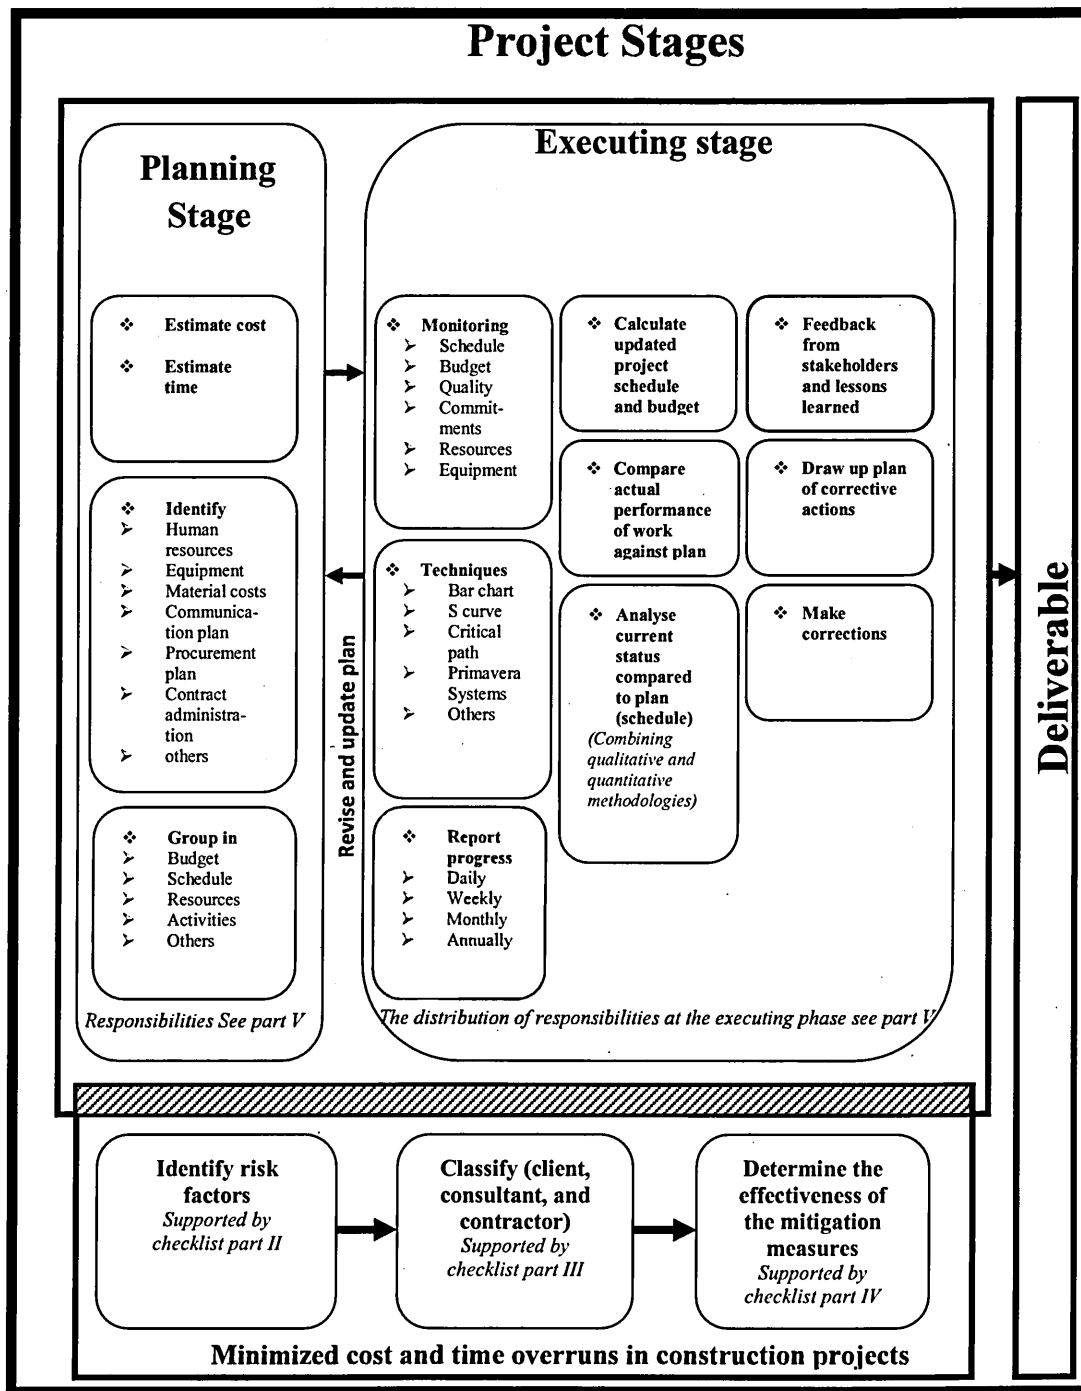 Project Stages
Planning
Stage
❖ Estimate cost
❖ Estimate
time
❖ Identify
➢ Human
resources
➢ Equipment
➢ Material costs
➢ Communica-
tion plan
➢ Procurement
plan
➢ Contract
administra-
tion
➢ others
❖ Group in
➢ Budget
➢ Schedule
➢ Resources
➢ Activities
➢ Others
Responsibilities See part V
Revise and update plan
Executing stage
❖ Monitoring
➢ Schedule
➢ Budget
➢ Quality
➢ Commit-
ments
➢ Resources
➢ Equipment
❖ Techniques
➢ Bar chart
➢ S curve
➢ Critical
path
➢ Primavera
Systems
➢ Others
❖ Report
progress
➢ Daily
➢ Weekly
➢ Monthly
➢ Annually
❖ Calculate
updated
project
schedule
and budget
❖ Compare
actual
performance
of work
against plan
❖ Analyse
current
status
compared
to plan
(schedule)
(Combining
qualitative and
quantitative
methodologies)
❖ Feedback
from
stakeholders
and lessons
learned
❖ Draw up plan
of corrective
actions
❖ Make
corrections
The distribution of responsibilities at the executing phase see part V
Deliverable
Identify risk
factors
Supported by
checklist part II
Classify (client,
consultant, and
contractor)
Supported by
checklist part III
Determine the
effectiveness of
the mitigation
measures
Supported by
checklist part IV
Minimized cost and time overruns in construction projects